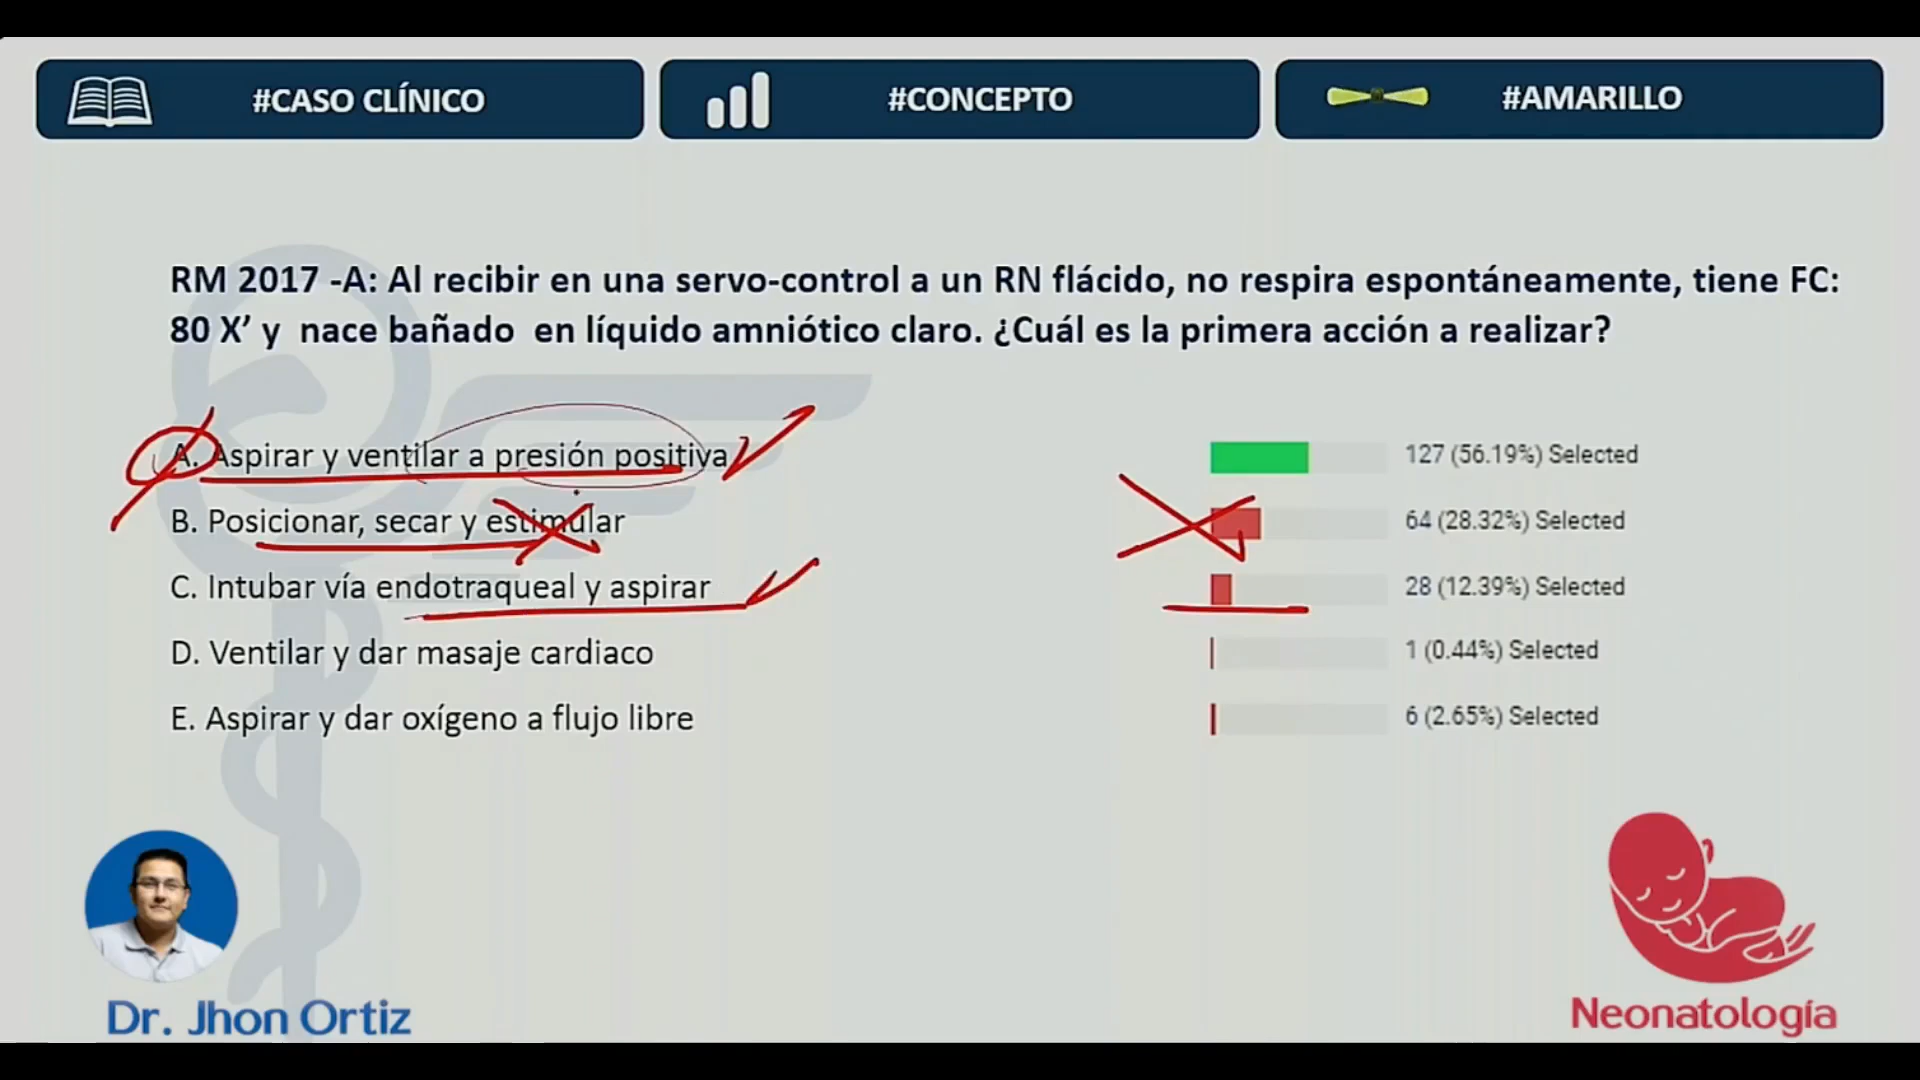 #CASO CLÍNICO
#CONCEPTO
#AMARILLO
RM 2017 -A: Al recibir en una servo-control a un RN flácido, no respira espontáneamente, tiene FC:
80 X’ y nace bañado en líquido amniótico claro. ¿Cuál es la primera acción a realizar?
A. Aspirar y ventilar a presión positiva
127 (56.19%) Selected
B. Posicionar, secar y estimular
64 (28.32%) Selected
C. Intubar vía endotraqueal y aspirar
28 (12.39%) Selected
D. Ventilar y dar masaje cardiaco
1 (0.44%) Selected
E. Aspirar y dar oxígeno a flujo libre
6 (2.65%) Selected
Dr. Jhon Ortiz
Neonatología